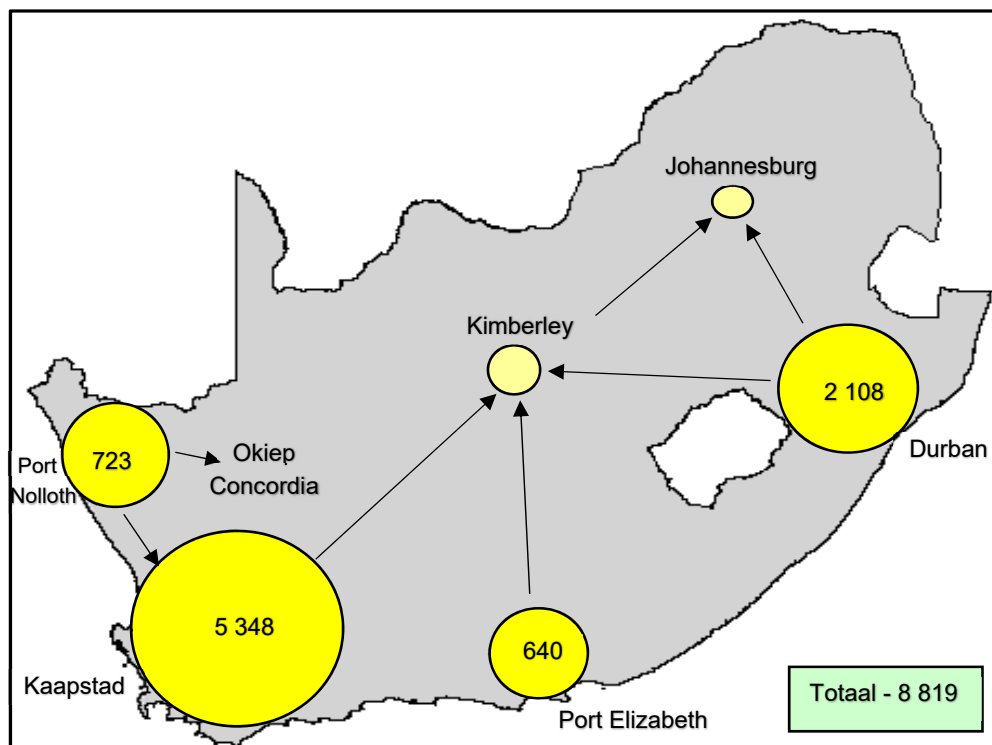 Johannesburg
Kimberley
2 108
Durban
723
Port
Nolloth
Okiep
Concordia
5 348
Kaapstad
640
Port Elizabeth
Totaal - 8 819